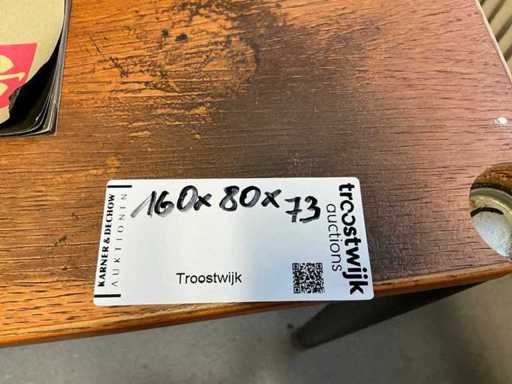 KARNER & DECHOW
AUKTIONEN
160x80x73
Troostwijk
troostwijk
auctions